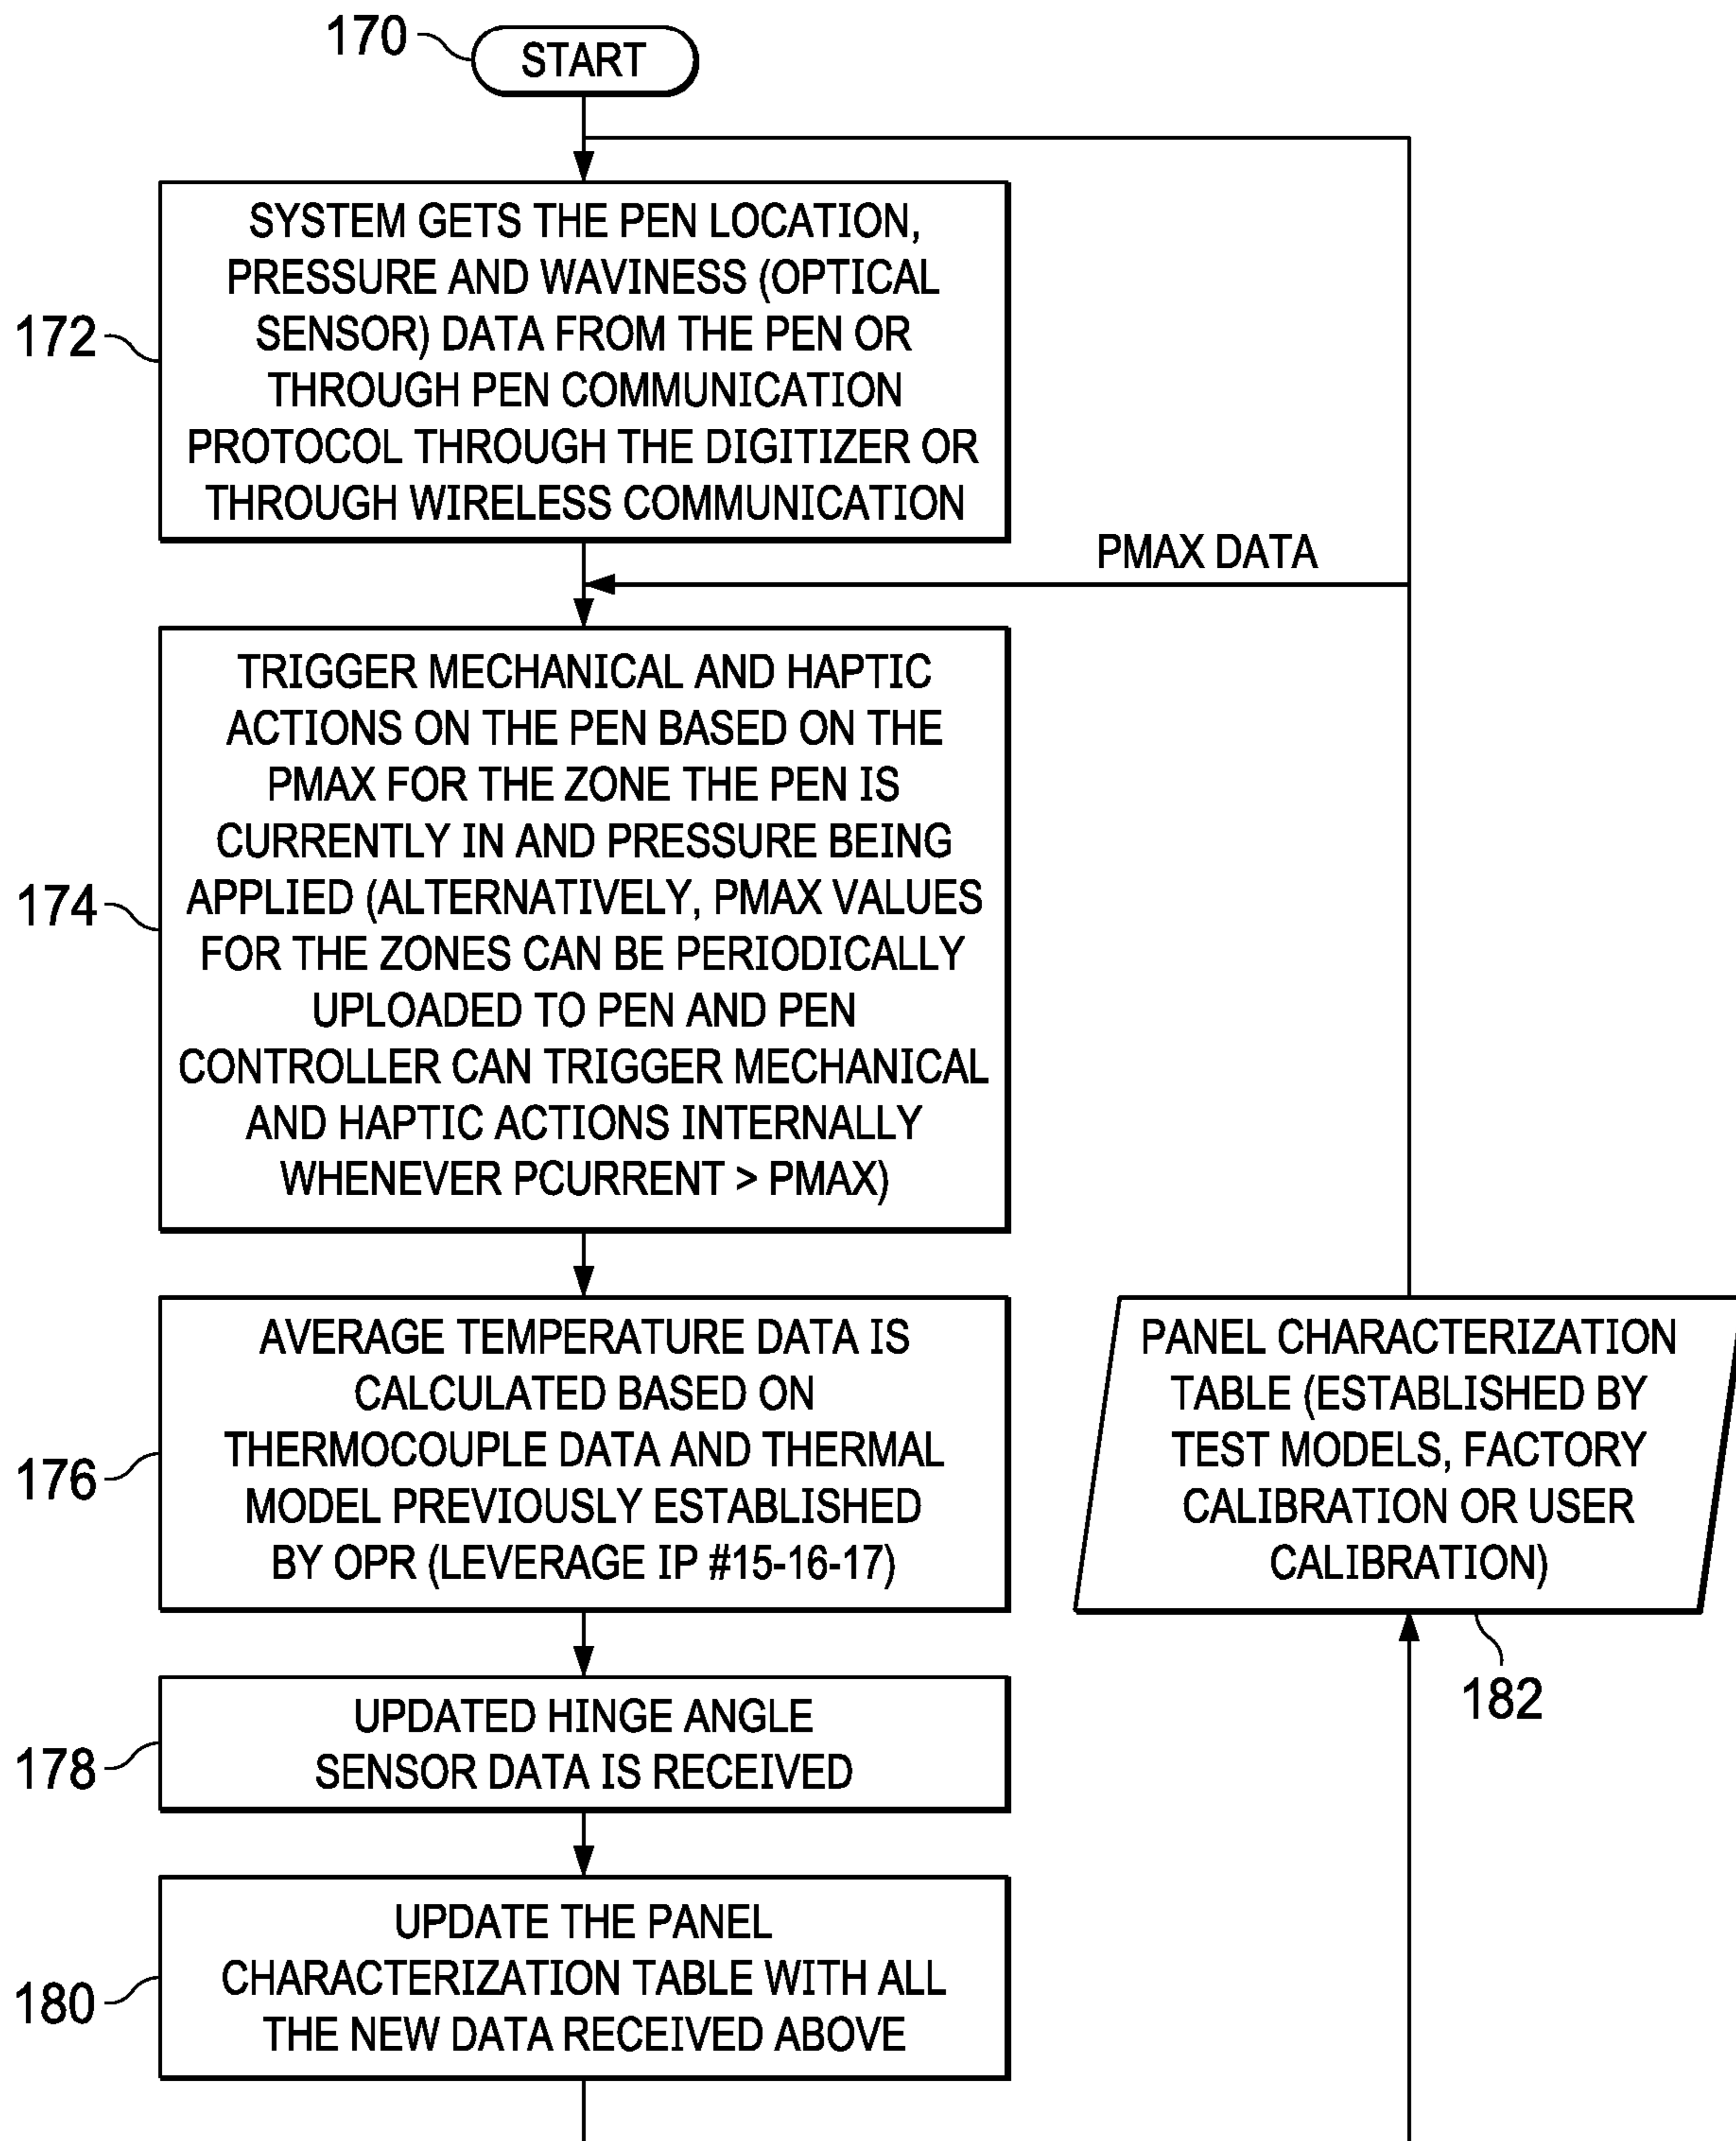 170
START
172
SYSTEM GETS THE PEN LOCATION,
PRESSURE AND WAVINESS (OPTICAL
SENSOR) DATA FROM THE PEN OR
THROUGH PEN COMMUNICATION
PROTOCOL THROUGH THE DIGITIZER OR
THROUGH WIRELESS COMMUNICATION
PMAX DATA
174
TRIGGER MECHANICAL AND HAPTIC
ACTIONS ON THE PEN BASED ON THE
PMAX FOR THE ZONE THE PEN IS
CURRENTLY IN AND PRESSURE BEING
APPLIED (ALTERNATIVELY, PMAX VALUES
FOR THE ZONES CAN BE PERIODICALLY
UPLOADED TO PEN AND PEN
CONTROLLER CAN TRIGGER MECHANICAL
AND HAPTIC ACTIONS INTERNALLY
WHENEVER PCURRENT > PMAX)
176
AVERAGE TEMPERATURE DATA IS
CALCULATED BASED ON
THERMOCOUPLE DATA AND THERMAL
MODEL PREVIOUSLY ESTABLISHED
BY OPR (LEVERAGE IP #15-16-17)
PANEL CHARACTERIZATION
TABLE (ESTABLISHED BY
TEST MODELS, FACTORY
CALIBRATION OR USER
CALIBRATION)
182
178
UPDATED HINGE ANGLE
SENSOR DATA IS RECEIVED
180
UPDATE THE PANEL
CHARACTERIZATION TABLE WITH ALL
THE NEW DATA RECEIVED ABOVE